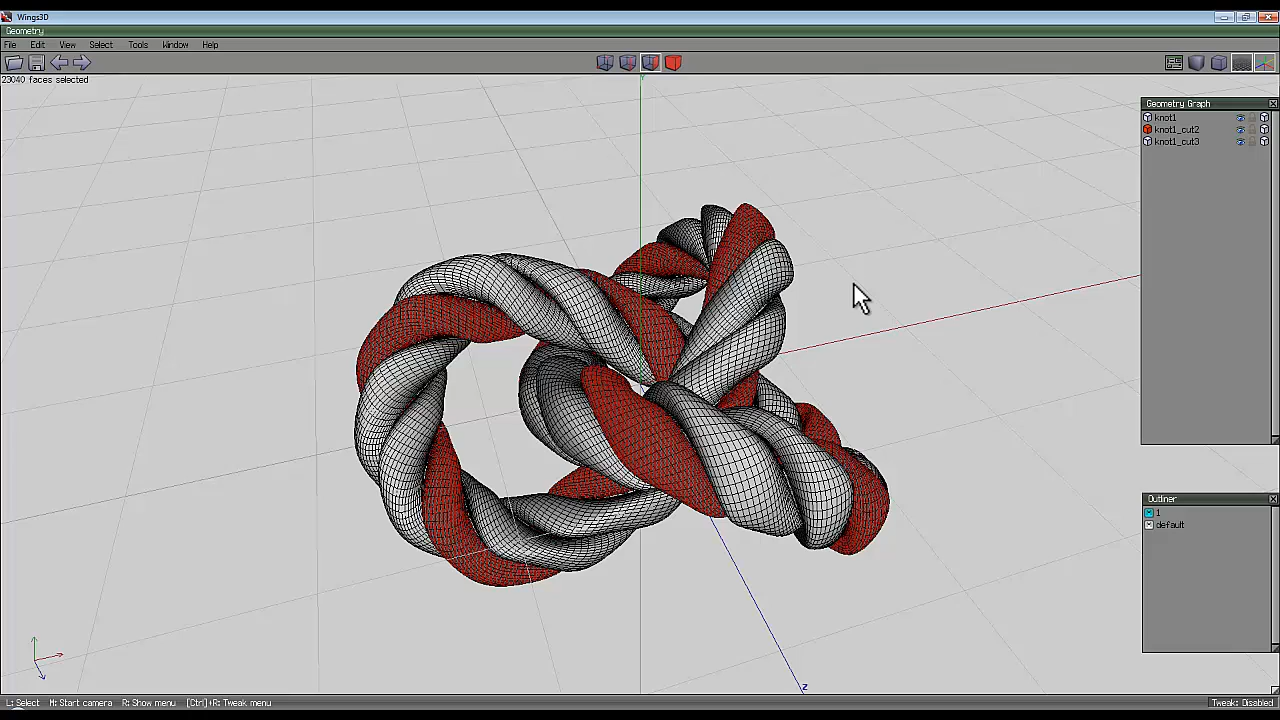 Wings3D
Geometry
File Edit View Select Tools Window Help
23040 faces selected
Geometry Graph
knot1
knot1_cut2
knot1_cut3
Outliner
1
default
Z
L: Select M: Start camera R: Show menu [Ctrl]+R: Tweak menu
Tweak: Disabled